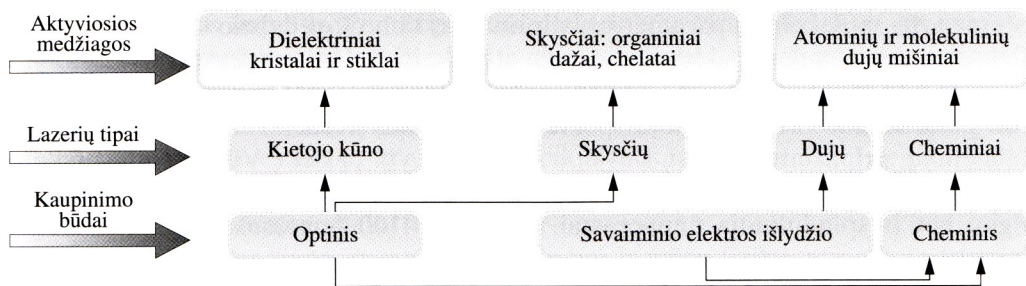 Aktyviosios
medžiagos
Dielektriniai
kristalai ir stiklai
Skysčiai: organiniai
dažai, chelatai
Atominių ir molekulinių
dujų mišiniai
Lazerių tipai
Kietojo kūno
Skysčių
Dujų
Cheminiai
Kaupinimo
būdai
Optinis
Savaiminio elektros išlydžio
Cheminis